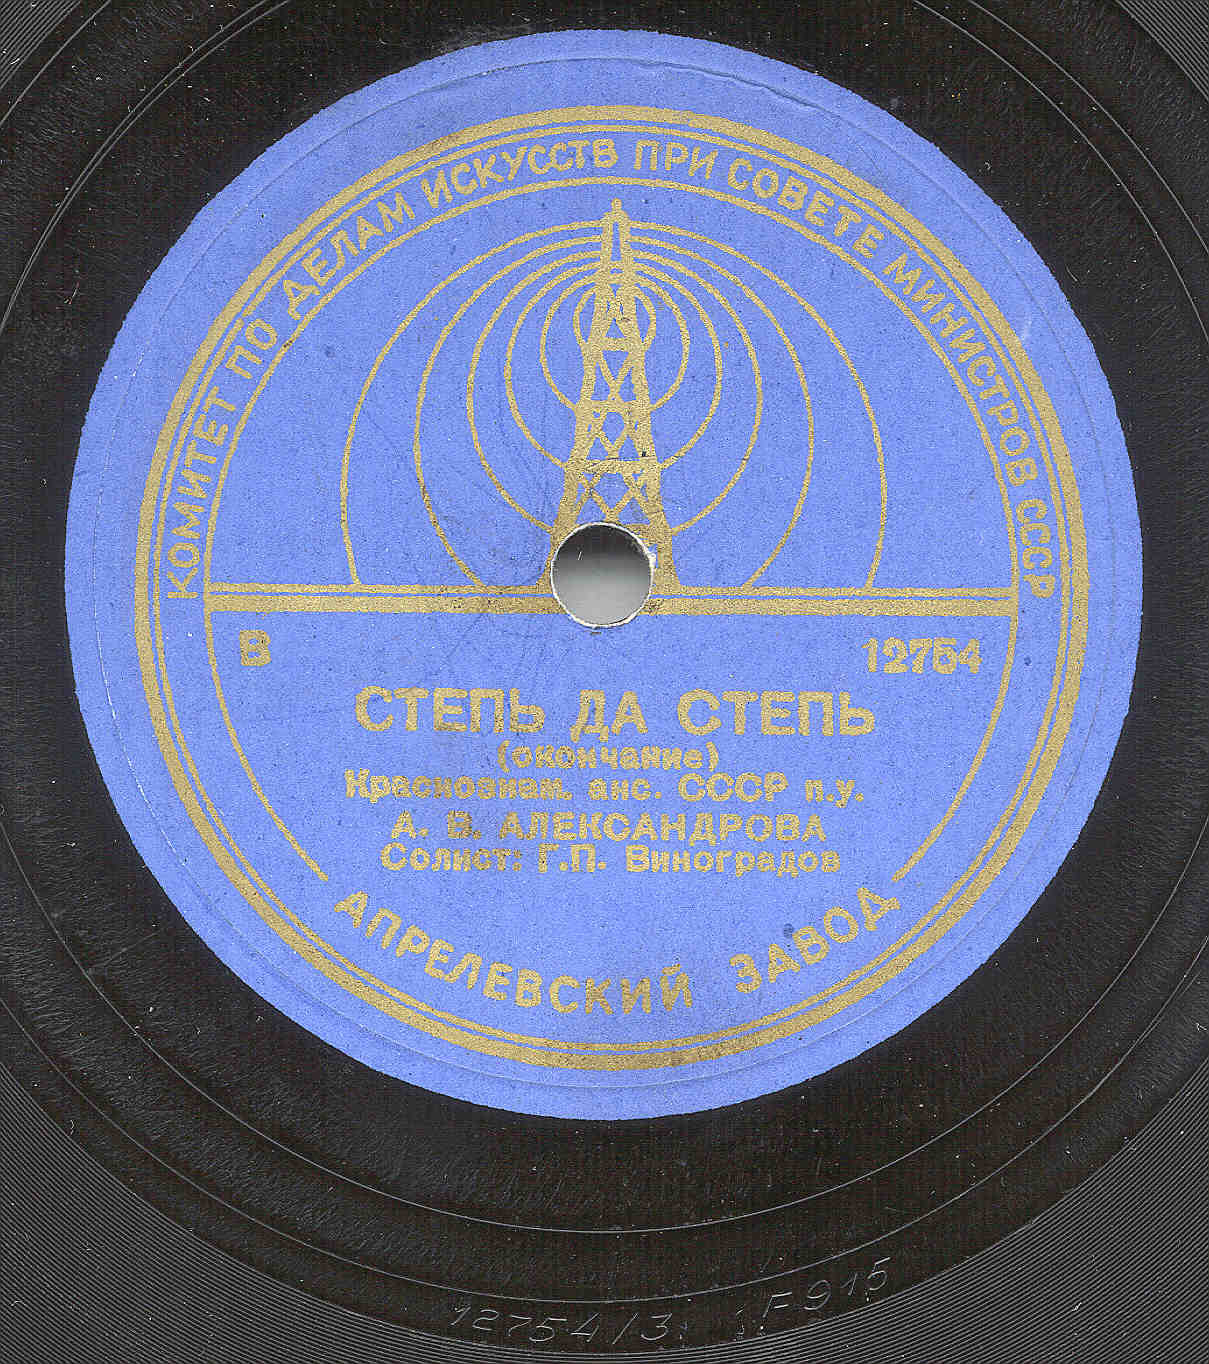 КОМИТЕТ ПО ДЕЛАМ ИСКУССТВ ПРИ СОВЕТЕ МИНИСТРОВ СССР
В 12754
СТЕПЬ ДА СТЕПЬ
(окончание)
Краснознам. анс. СССР п.у.
А. В. АЛЕКСАНДРОВА
Солист: Г.П. Виноградов
АПРЕЛЕВСКИЙ ЗАВОД
12754/3 F915